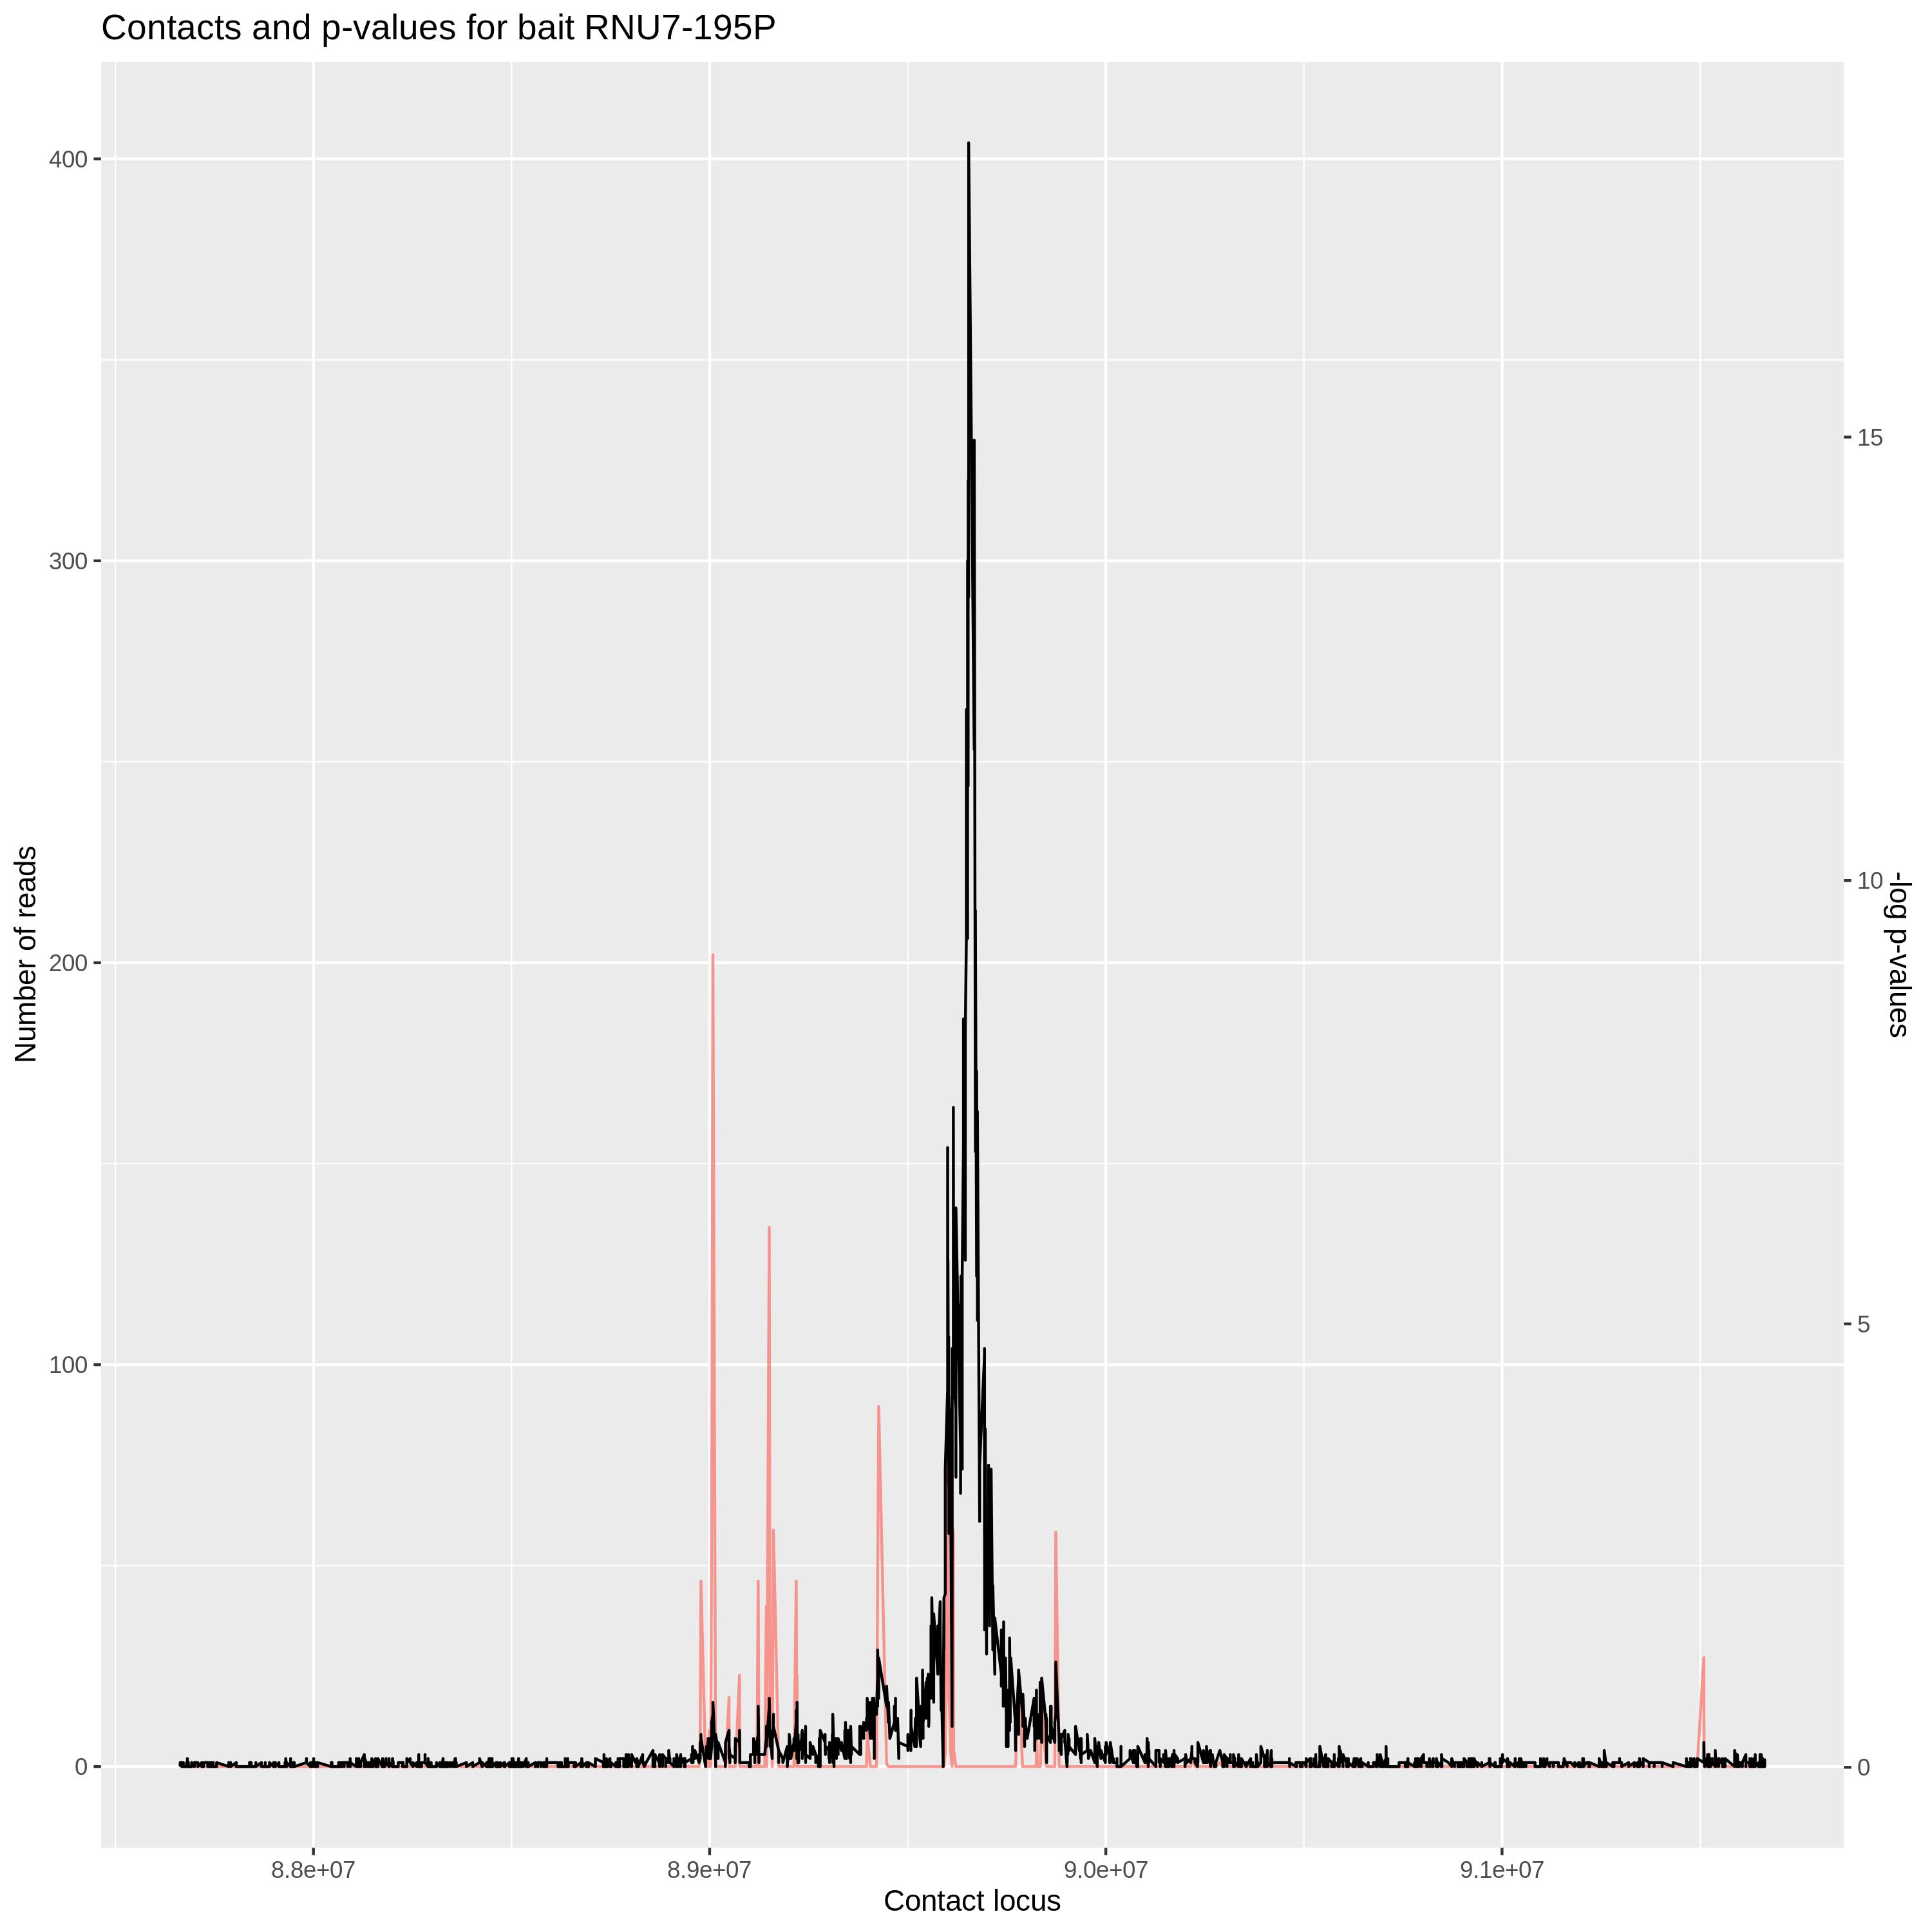 Contacts and p-values for bait RNU7-195P
400
300
200
100
0
Number of reads
15
10
5
0
-log p-values
8.8e+07
8.9e+07
9.0e+07
9.1e+07
Contact locus